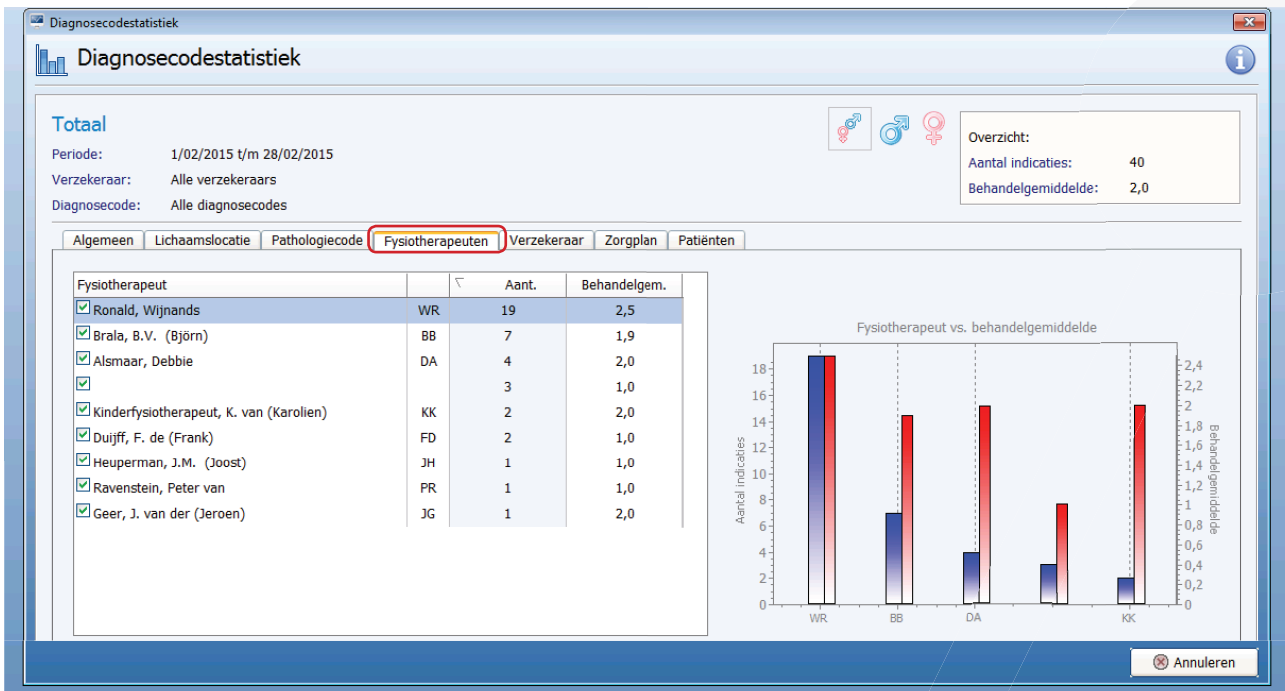 Diagnosecodestatistiek
Diagnosecodestatistiek
Totaal
Periode: 1/02/2015 t/m 28/02/2015
Verzekeraar: Alle verzekeraars
Diagnosecode: Alle diagnosecodes
Overzicht:
Aantal indicaties: 40
Behandelgemiddelde: 2,0
Algemeen Lichaamslocatie Pathologiecode Fysiotherapeuten Verzekeraar Zorgplan Patiënten
Fysiotherapeut Aant. Behandelgem.
Ronald, Wijnands WR 19 2,5
Brala, B.V. (Björn) BB 7 1,9
Alsmaar, Debbie DA 4 2,0
3 1,0
Kinderfysiotherapeut, K. van (Karolien) KK 2 2,0
Duijff, F. de (Frank) FD 2 1,0
Heuperman, J.M. (Joost) JH 1 1,0
Ravenstein, Peter van PR 1 1,0
Geer, J. van der (Jeroen) JG 1 2,0
Fysiotherapeut vs. behandelgemiddelde
Aantal indicaties
18
16
14
12
10
8
6
4
2
0
WR BB DA KK
2,4
2,2
2
1,8
1,6
1,4
1,2
1
0,8
0,6
0,4
0,2
0
Behandelgemiddelde
Annuleren